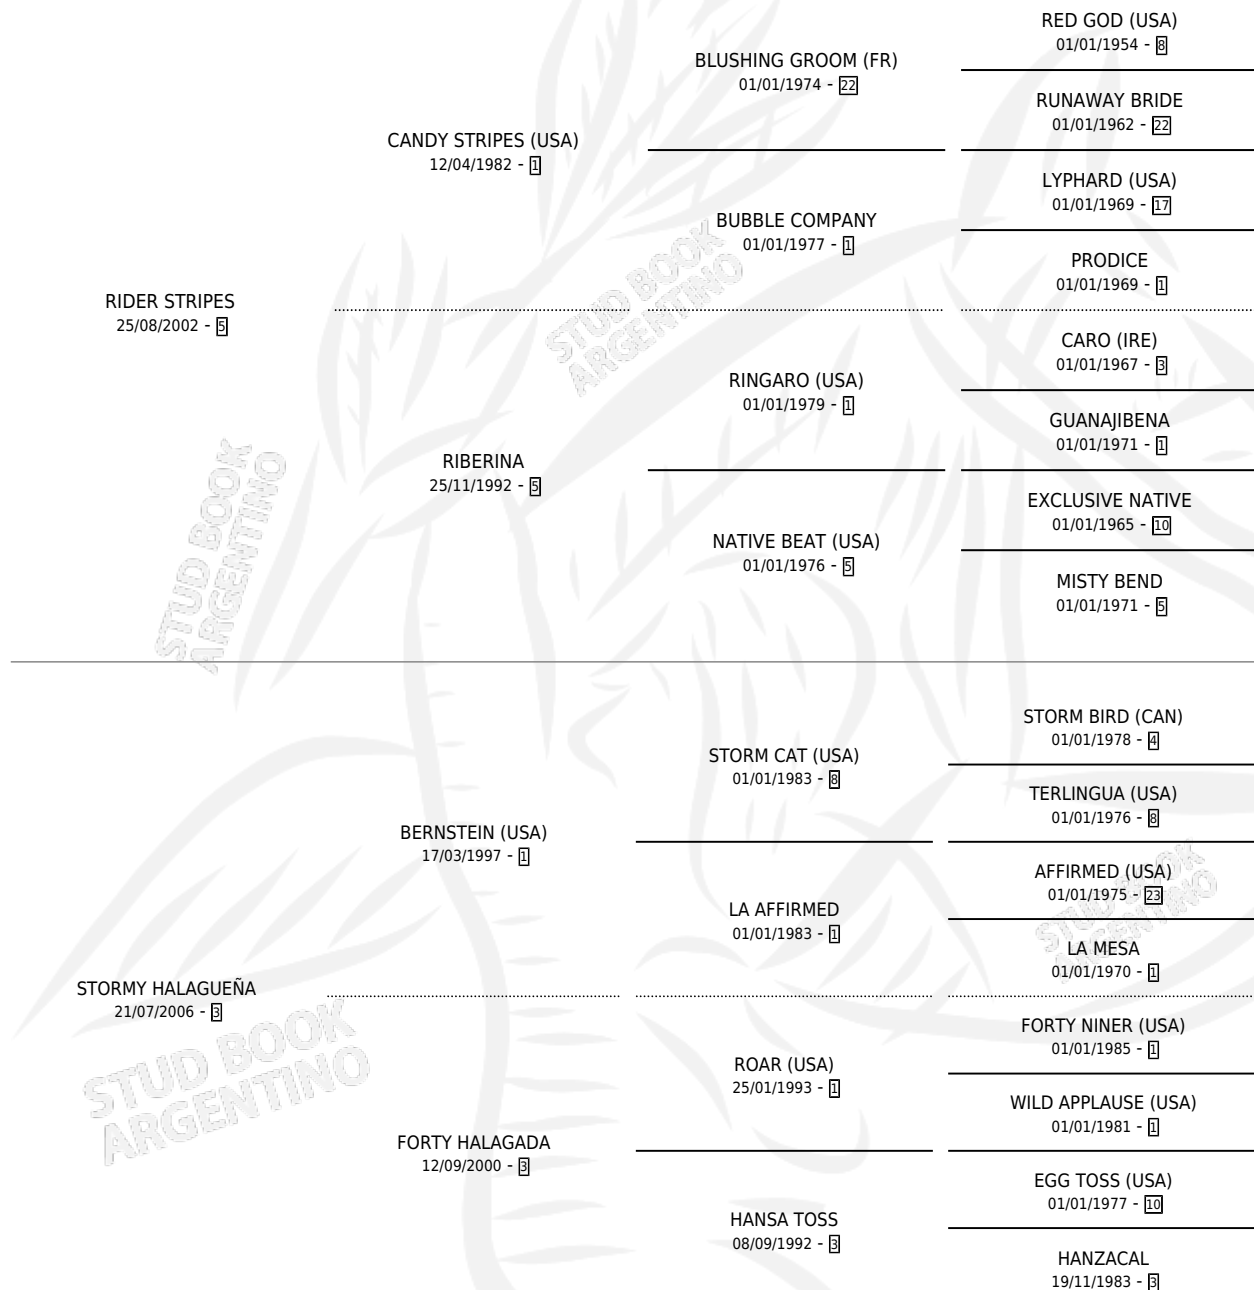 RED GOD (USA)
01/01/1954 - 8
BLUSHING GROOM (FR)
01/01/1974 - 22
RUNAWAY BRIDE
01/01/1962 - 22
CANDY STRIPES (USA)
12/04/1982 - 1
LYPHARD (USA)
01/01/1969 - 17
BUBBLE COMPANY
01/01/1977 - 1
PRODICE
01/01/1969 - 1
RIDER STRIPES
25/08/2002 - 5
STUD BOOK
ARGENTINO
CARO (IRE)
01/01/1967 - 3
RINGARO (USA)
01/01/1979 - 1
GUANAJIBENA
01/01/1971 - 1
RIBERINA
25/11/1992 - 5
EXCLUSIVE NATIVE
01/01/1965 - 10
NATIVE BEAT (USA)
01/01/1976 - 5
MISTY BEND
01/01/1971 - 5
STUD BOOK
ARGENTINO
STORM BIRD (CAN)
01/01/1978 - 4
STORM CAT (USA)
01/01/1983 - 8
TERLINGUA (USA)
01/01/1976 - 8
BERNSTEIN (USA)
17/03/1997 - 1
AFFIRMED (USA)
01/01/1975 - 23
LA AFFIRMED
01/01/1983 - 1
STUD BOOK
ARGENTINO
LA MESA
01/01/1970 - 1
STORMY HALAGUEÑA
21/07/2006 - 3
STUD BOOK
ARGENTINO
FORTY NINER (USA)
01/01/1985 - 1
ROAR (USA)
25/01/1993 - 1
WILD APPLAUSE (USA)
01/01/1981 - 1
FORTY HALAGADA
12/09/2000 - 3
EGG TOSS (USA)
01/01/1977 - 10
HANSA TOSS
08/09/1992 - 3
HANZACAL
19/11/1983 - 3